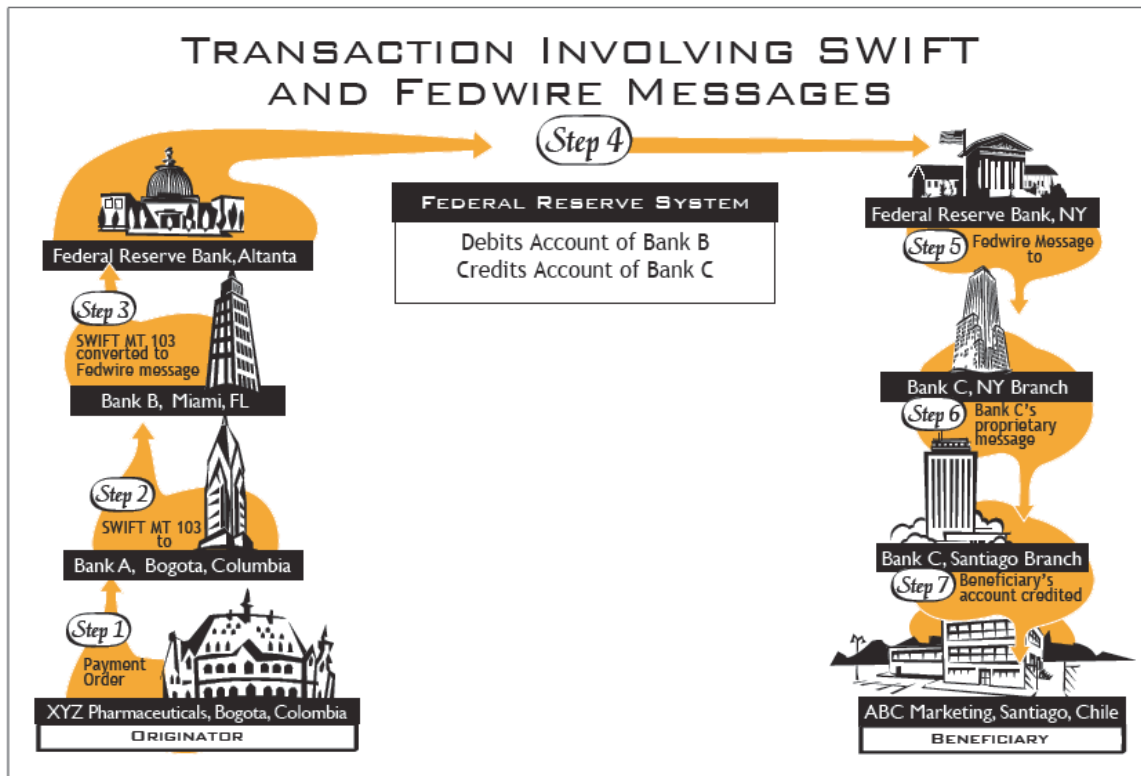 TRANSACTION INVOLVING SWIFT
AND FEDWIRE MESSAGES
Step 4
FEDERAL RESERVE SYSTEM
Debits Account of Bank B
Credits Account of Bank C
Federal Reserve Bank, Altanta
Step 3
SWIFT MT 103
converted to
Fedwire message
Bank B, Miami, FL
Step 2
SWIFT MT 103
to
Bank A, Bogota, Columbia
Step 1
Payment
Order
XYZ Pharmaceuticals, Bogota, Colombia
ORIGINATOR
Federal Reserve Bank, NY
Step 5
Fedwire Message
to
Bank C, NY Branch
Step 6
Bank C's
proprietary
message
Bank C, Santiago Branch
Step 7
Beneficiary's
account credited
ABC Marketing, Santiago, Chile
BENEFICIARY